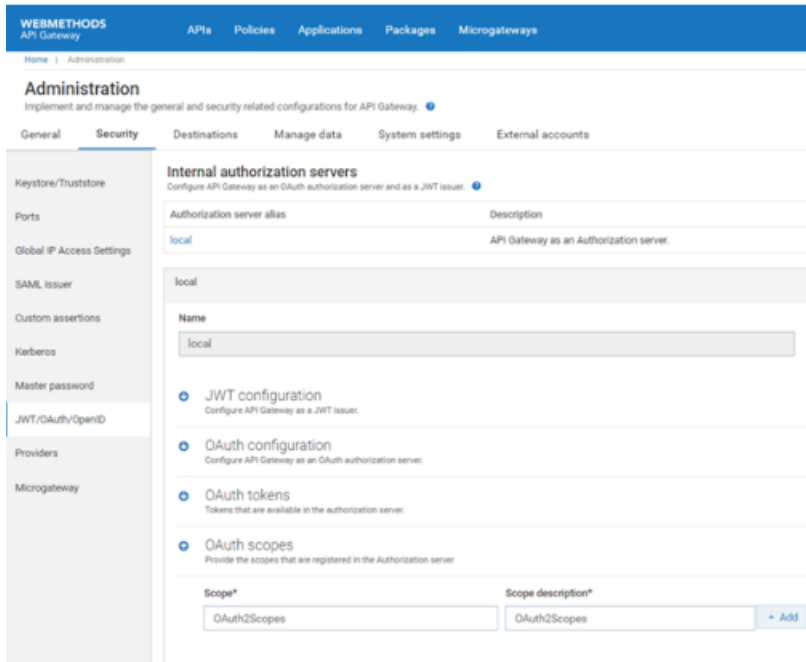 WEBMETHODS
API Gateway
APIs Policies Applications Packages Microgateways
Home ) Administration
Administration
Implement and manage the general and security related configurations for API Gateway. ?
General Security Destinations Manage data System settings External accounts
Keystore/Truststore
Ports
Global IP Access Settings
SAML issuer
Custom assertions
Kerberos
Master password
JWT/OAuth/OpenID
Providers
Microgateway
Internal authorization servers
Configure API Gateway as an OAuth authorization server and as a JWT issuer. ?
Authorization server alias Description
local API Gateway as an Authorization server.
local
Name
local
JWT configuration
Configure API Gateway as a JWT issuer.
OAuth configuration
Configure API Gateway as an OAuth authorization server.
OAuth tokens
Tokens that are available in the authorization server.
OAuth scopes
Provide the scopes that are registered in the Authorization server
Scope* Scope description*
OAuth2Scopes OAuth2Scopes + Add